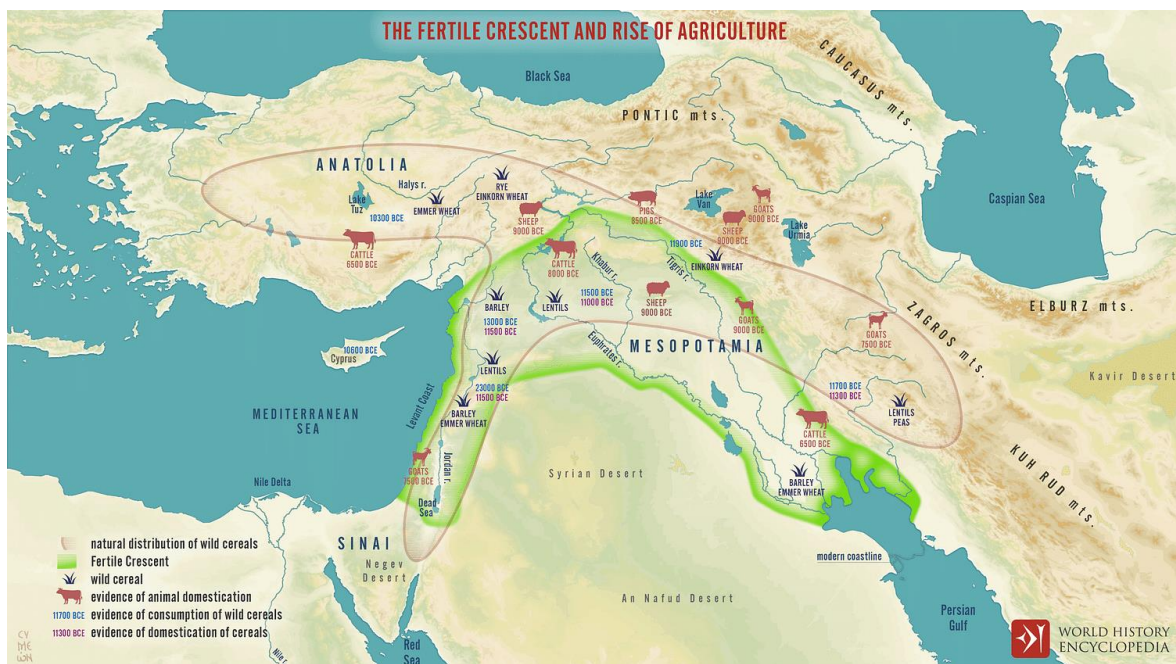 THE FERTILE CRESCENT AND RISE OF AGRICULTURE
Black Sea
CAUCASUS mts.
PONTIC mts.
Caspian Sea
ANATOLIA
Halys r.
Lake
Tuz
10300 BCE
EMMER WHEAT
RYE
EINKORN WHEAT
SHEEP
9000 BCE
PIGS
8500 BCE
Lake
Van
GOATS
9000 BCE
SHEEP
9000 BCE
Lake
Urmia
CATTLE
6500 BCE
CATTLE
8000 BCE
Khabur r.
11900 BCE
Tigris r.
EINKORN WHEAT
BARLEY
13000 BCE
11500 BCE
LENTILS
11500 BCE
11000 BCE
SHEEP
9000 BCE
GOATS
9000 BCE
ZAGROS mts.
ELBURZ mts.
GOATS
7500 BCE
10600 BCE
Cyprus
Euphrates r.
MESOPOTAMIA
LENTILS
23000 BCE
11500 BCE
BARLEY
EMMER WHEAT
Levant Coast
MEDITERRANEAN
SEA
Kavir Desert
11700 BCE
11300 BCE
LENTILS
PEAS
CATTLE
6500 BCE
KUH RUD mts.
GOATS
7500 BCE
Jordan r.
Syrian Desert
BARLEY
EMMER WHEAT
Nile Delta
Dead
Sea
SINAI
Negev
Desert
modern coastline
An Nafud Desert
Persian
Gulf
Red
Sea
Nile r.
natural distribution of wild cereals
Fertile Crescent
wild cereal
evidence of animal domestication
11700 BCE evidence of consumption of wild cereals
11300 BCE evidence of domestication of cereals
WORLD HISTORY
ENCYCLOPEDIA